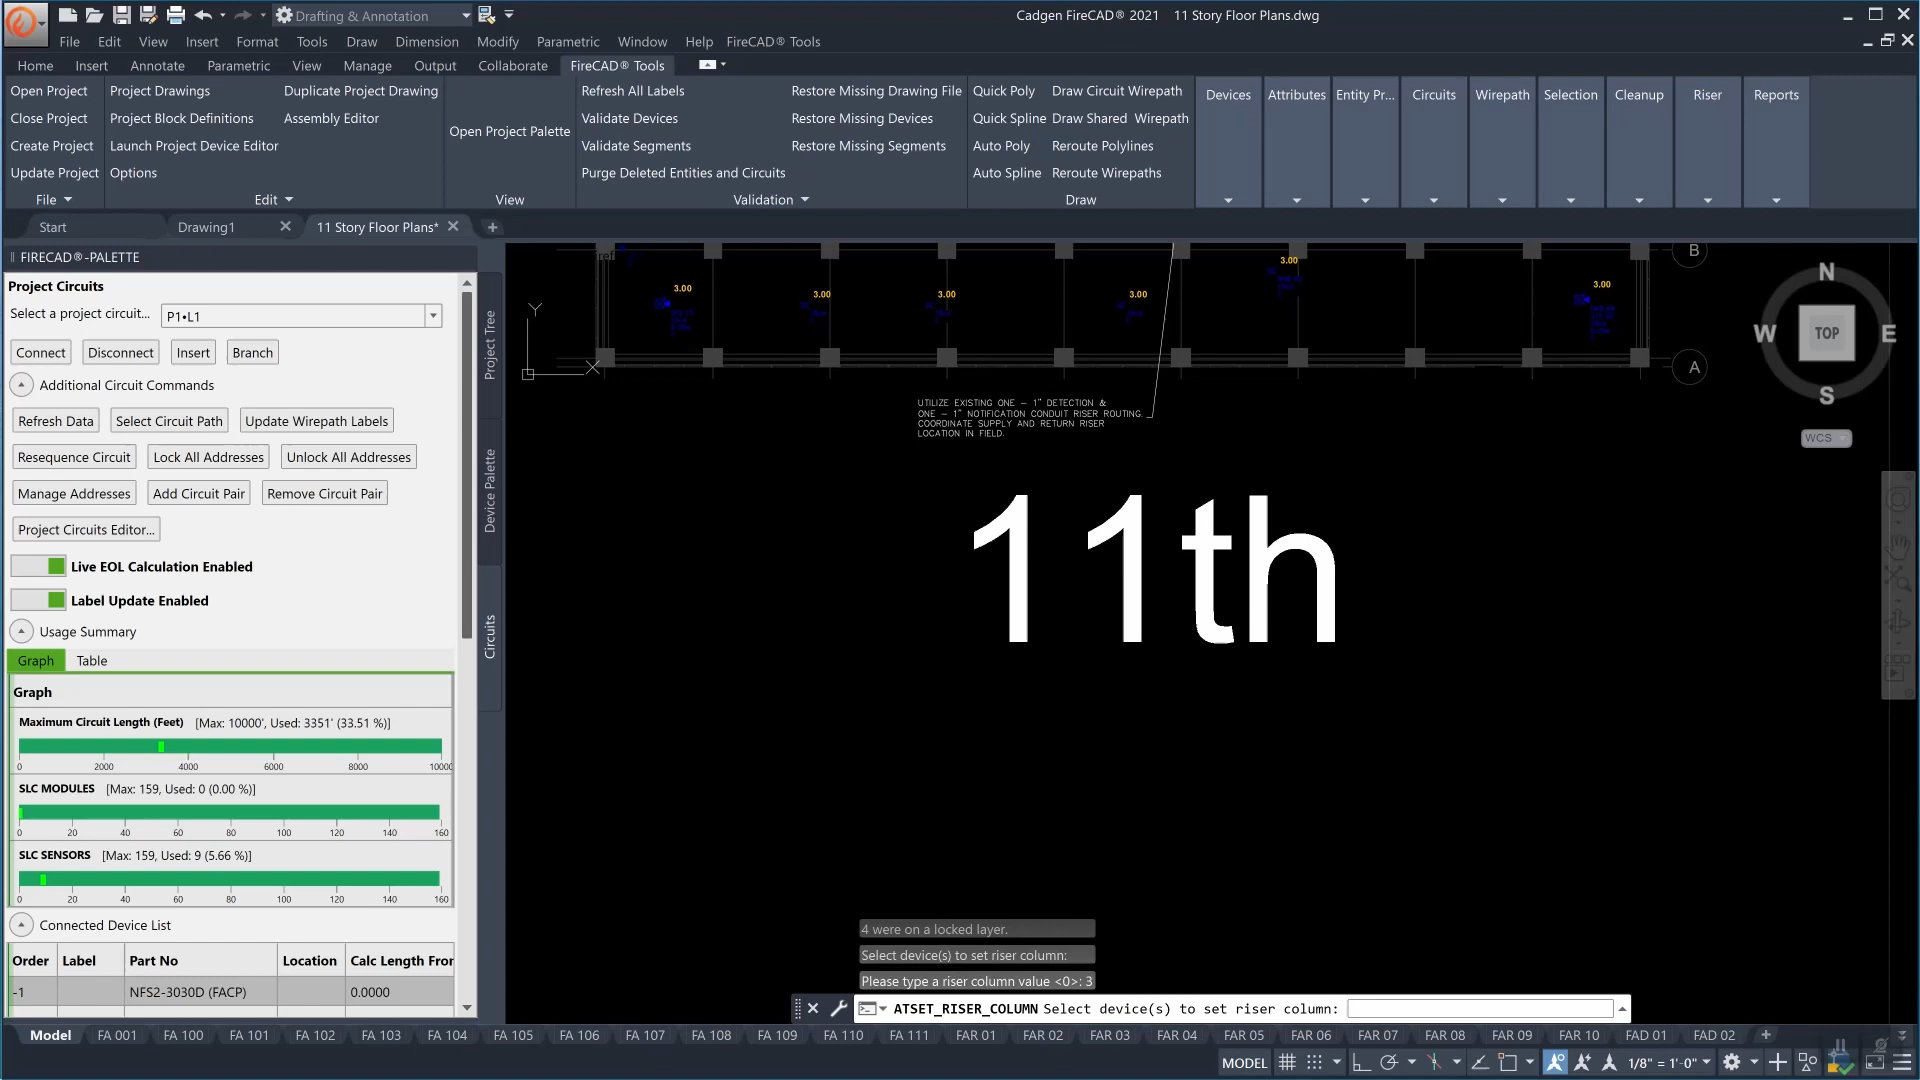 Drafting & Annotation
Cadgen FireCAD® 2021 11 Story Floor Plans.dwg
File Edit View Insert Format Tools Draw Dimension Modify Parametric Window Help FireCAD® Tools
Home Insert Annotate Parametric View Manage Output Collaborate FireCAD® Tools
Open Project Project Drawings Duplicate Project Drawing Refresh All Labels Restore Missing Drawing File Quick Poly Draw Circuit Wirepath Devices Attributes Entity Pr... Circuits Wirepath Selection Cleanup Riser Reports
Close Project Project Block Definitions Assembly Editor Open Project Palette Validate Devices Restore Missing Devices Quick Spline Draw Shared Wirepath
Create Project Launch Project Device Editor Validate Segments Restore Missing Segments Auto Poly Reroute Polylines
Update Project Options Purge Deleted Entities and Circuits Auto Spline Reroute Wirepaths
File Edit View Validation Draw
Start Drawing1 11 Story Floor Plans*
FIRECAD®-PALETTE
Project Circuits
Select a project circuit... P1•L1
Connect Disconnect Insert Branch
Additional Circuit Commands
Refresh Data Select Circuit Path Update Wirepath Labels
Resequence Circuit Lock All Addresses Unlock All Addresses
Manage Addresses Add Circuit Pair Remove Circuit Pair
Project Circuits Editor...
Live EOL Calculation Enabled
Label Update Enabled
Usage Summary
Graph Table
Graph
Maximum Circuit Length (Feet) [Max: 10000', Used: 3351' (33.51 %)]
0 2000 4000 6000 8000 10000
SLC MODULES [Max: 159, Used: 0 (0.00 %)]
0 20 40 60 80 100 120 140 160
SLC SENSORS [Max: 159, Used: 9 (5.66 %)]
0 20 40 60 80 100 120 140 160
Connected Device List
Order Label Part No Location Calc Length Fror
-1 NFS2-3030D (FACP) 0.0000
Project Tree
Device Palette
Circuits
3.00 3.00 3.00 3.00 3.00 3.00
B
A
Y
X
UTILIZE EXISTING ONE – 1" DETECTION &
ONE – 1" NOTIFICATION CONDUIT RISER ROUTING.
COORDINATE SUPPLY AND RETURN RISER
LOCATION IN FIELD.
11th
N
W TOP E
S
WCS
4 were on a locked layer.
Select device(s) to set riser column:
Please type a riser column value <0>: 3
ATSET_RISER_COLUMN Select device(s) to set riser column:
Model FA 001 FA 100 FA 101 FA 102 FA 103 FA 104 FA 105 FA 106 FA 107 FA 108 FA 109 FA 110 FA 111 FAR 01 FAR 02 FAR 03 FAR 04 FAR 05 FAR 06 FAR 07 FAR 08 FAR 09 FAR 10 FAD 01 FAD 02
MODEL 1/8" = 1'-0"